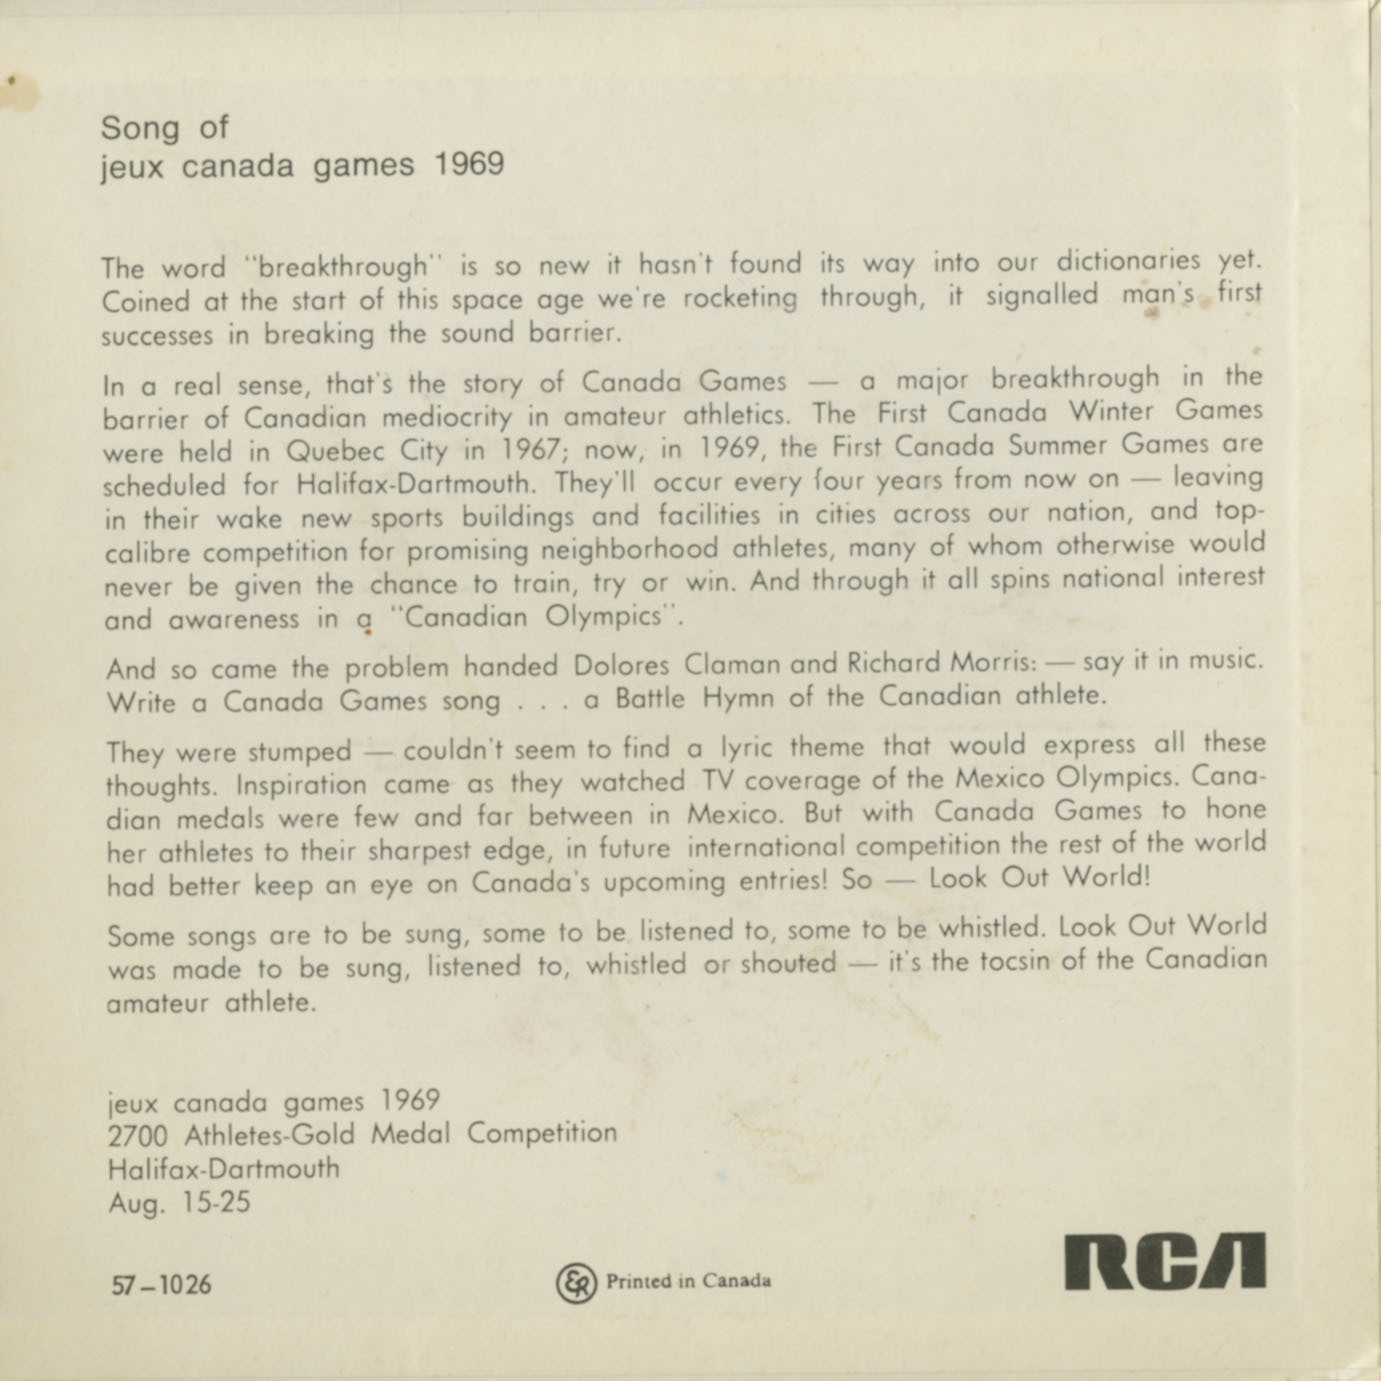 Song of
jeux canada games 1969
The word "breakthrough" is so new it hasn't found its way into our dictionaries yet.
Coined at the start of this space age we're rocketing through, it signalled man's first
successes in breaking the sound barrier.
In a real sense, that's the story of Canada Games — a major breakthrough in the
barrier of Canadian mediocrity in amateur athletics. The First Canada Winter Games
were held in Quebec City in 1967; now, in 1969, the First Canada Summer Games are
scheduled for Halifax-Dartmouth. They'll occur every four years from now on — leaving
in their wake new sports buildings and facilities in cities across our nation, and top-
calibre competition for promising neighborhood athletes, many of whom otherwise would
never be given the chance to train, try or win. And through it all spins national interest
and awareness in a "Canadian Olympics".
And so came the problem handed Dolores Claman and Richard Morris: — say it in music.
Write a Canada Games song . . . a Battle Hymn of the Canadian athlete.
They were stumped — couldn't seem to find a lyric theme that would express all these
thoughts. Inspiration came as they watched TV coverage of the Mexico Olympics. Cana-
dian medals were few and far between in Mexico. But with Canada Games to hone
her athletes to their sharpest edge, in future international competition the rest of the world
had better keep an eye on Canada's upcoming entries! So — Look Out World!
Some songs are to be sung, some to be listened to, some to be whistled. Look Out World
was made to be sung, listened to, whistled or shouted — it's the tocsin of the Canadian
amateur athlete.
jeux canada games 1969
2700 Athletes-Gold Medal Competition
Halifax-Dartmouth
Aug. 15-25
57–1026
ER Printed in Canada
RCA